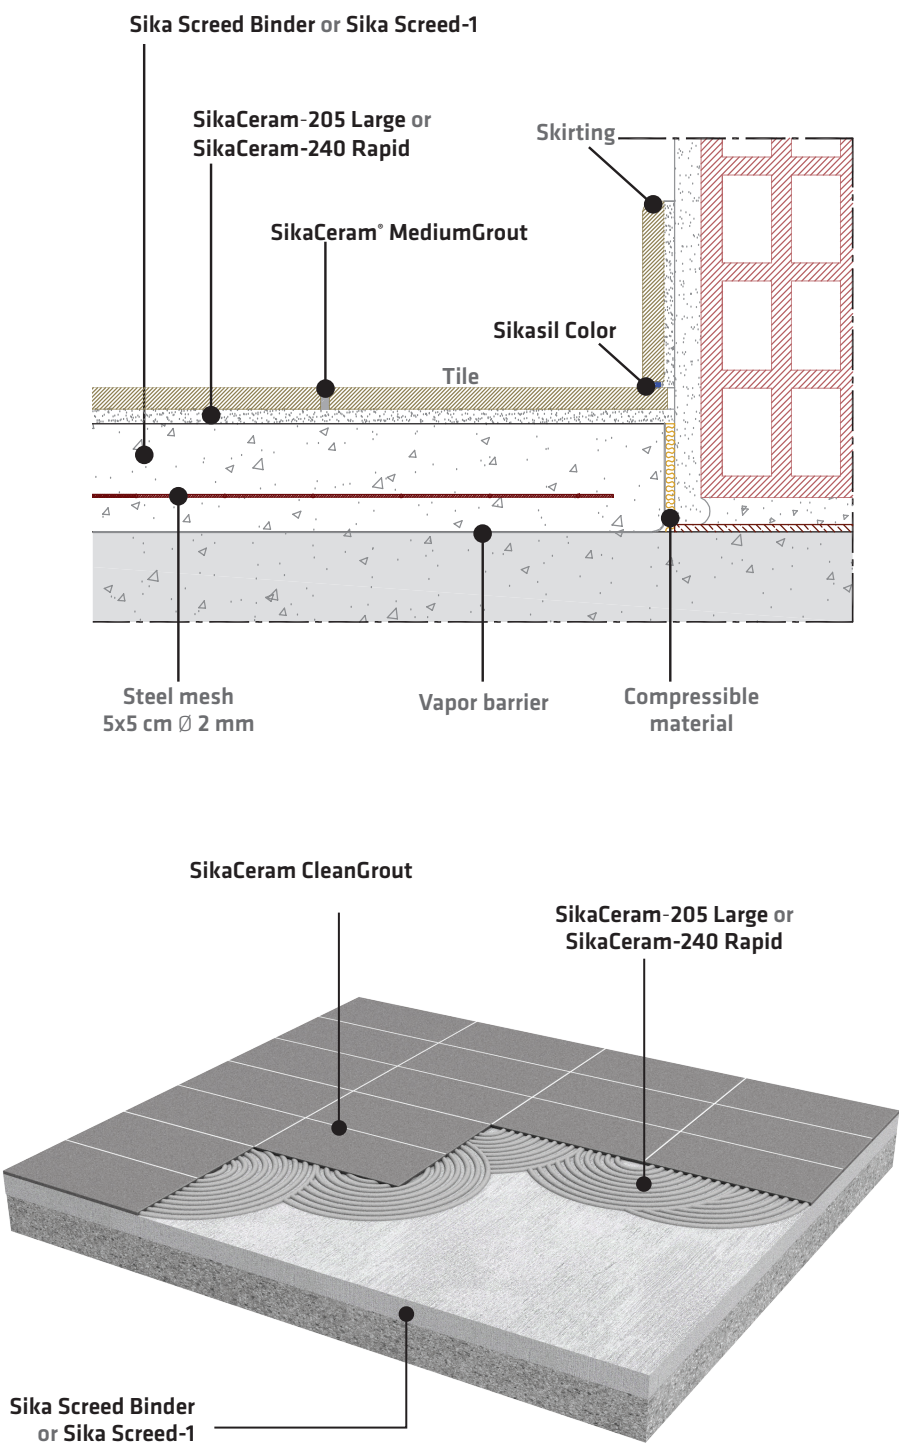 Sika Screed Binder or Sika Screed-1
SikaCeram-205 Large or
SikaCeram-240 Rapid
Skirting
SikaCeram® MediumGrout
Sikasil Color
Tile
Steel mesh
5x5 cm Ø 2 mm
Vapor barrier
Compressible
material
SikaCeram CleanGrout
SikaCeram-205 Large or
SikaCeram-240 Rapid
Sika Screed Binder
or Sika Screed-1